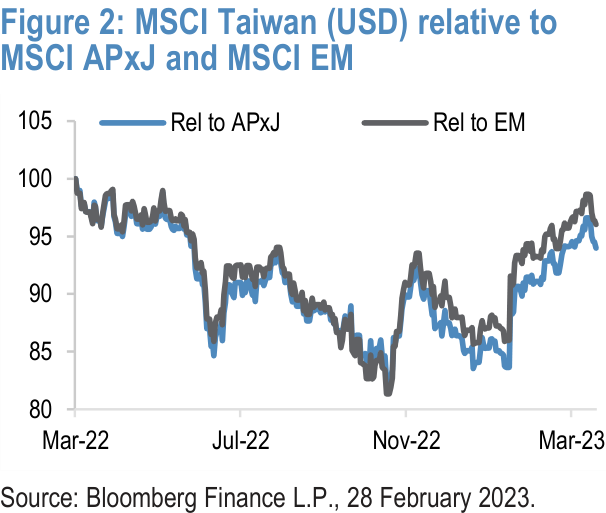 Figure 2: MSCI Taiwan (USD) relative to
MSCI APxJ and MSCI EM
105
Rel to APxJ
Rel to EM
100
95
90
85
80
Mar-22
Jul-22
Nov-22
Mar-23
Source: Bloomberg Finance L.P., 28 February 2023.